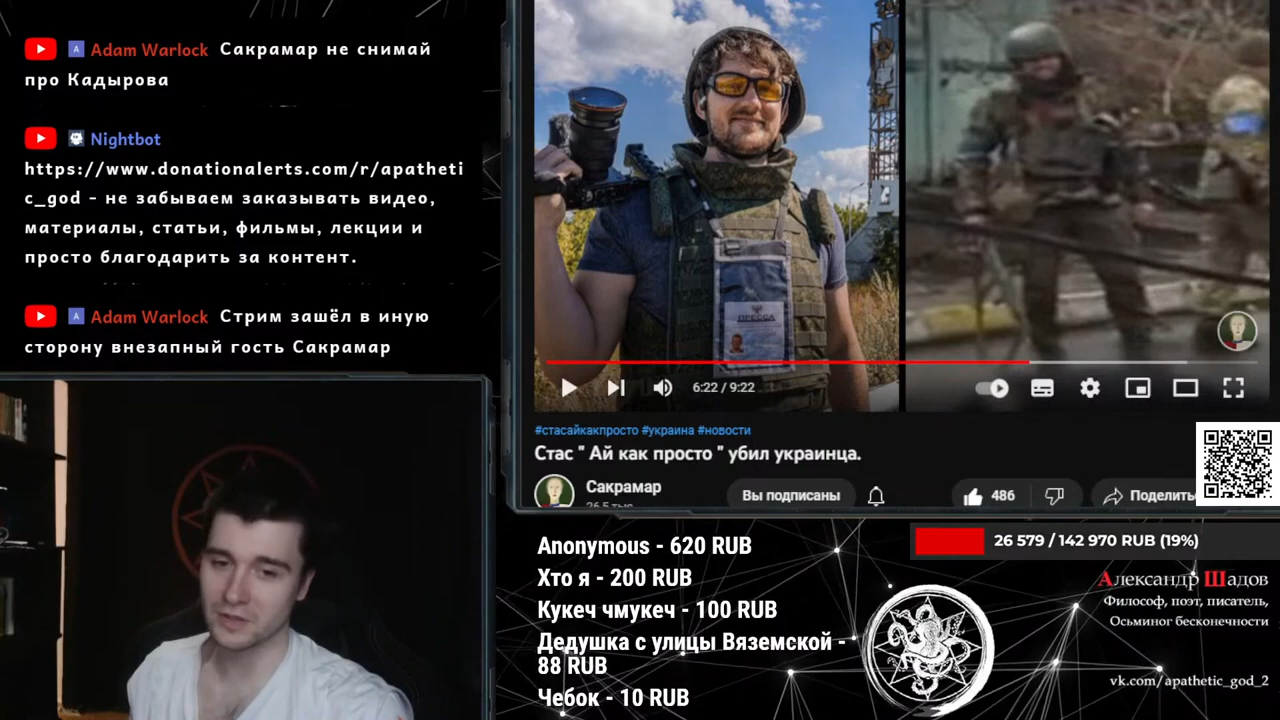 Adam Warlock Сакрамар не снимай
про Кадырова
Nightbot
https://www.donationalerts.com/r/apatheti
c_god - не забываем заказывать видео,
материалы, статьи, фильмы, лекции и
просто благодарить за контент.
Adam Warlock Стрим зашёл в иную
сторону внезапный гость Сакрамар
ПРЕССА
6:22 / 9:22
#стасайкакпросто #украина #новости
Стас " Ай как просто " убил украинца.
Сакрамар
26,5 тыс.
Вы подписаны
486
Поделить
Anonymous - 620 RUB
Хто я - 200 RUB
Кукеч чмукеч - 100 RUB
Дедушка с улицы Вяземской -
88 RUB
Чебок - 10 RUB
26 579 / 142 970 RUB (19%)
Александр Шадов
Философ, поэт, писатель,
Осьминог бесконечности
vk.com/apathetic_god_2